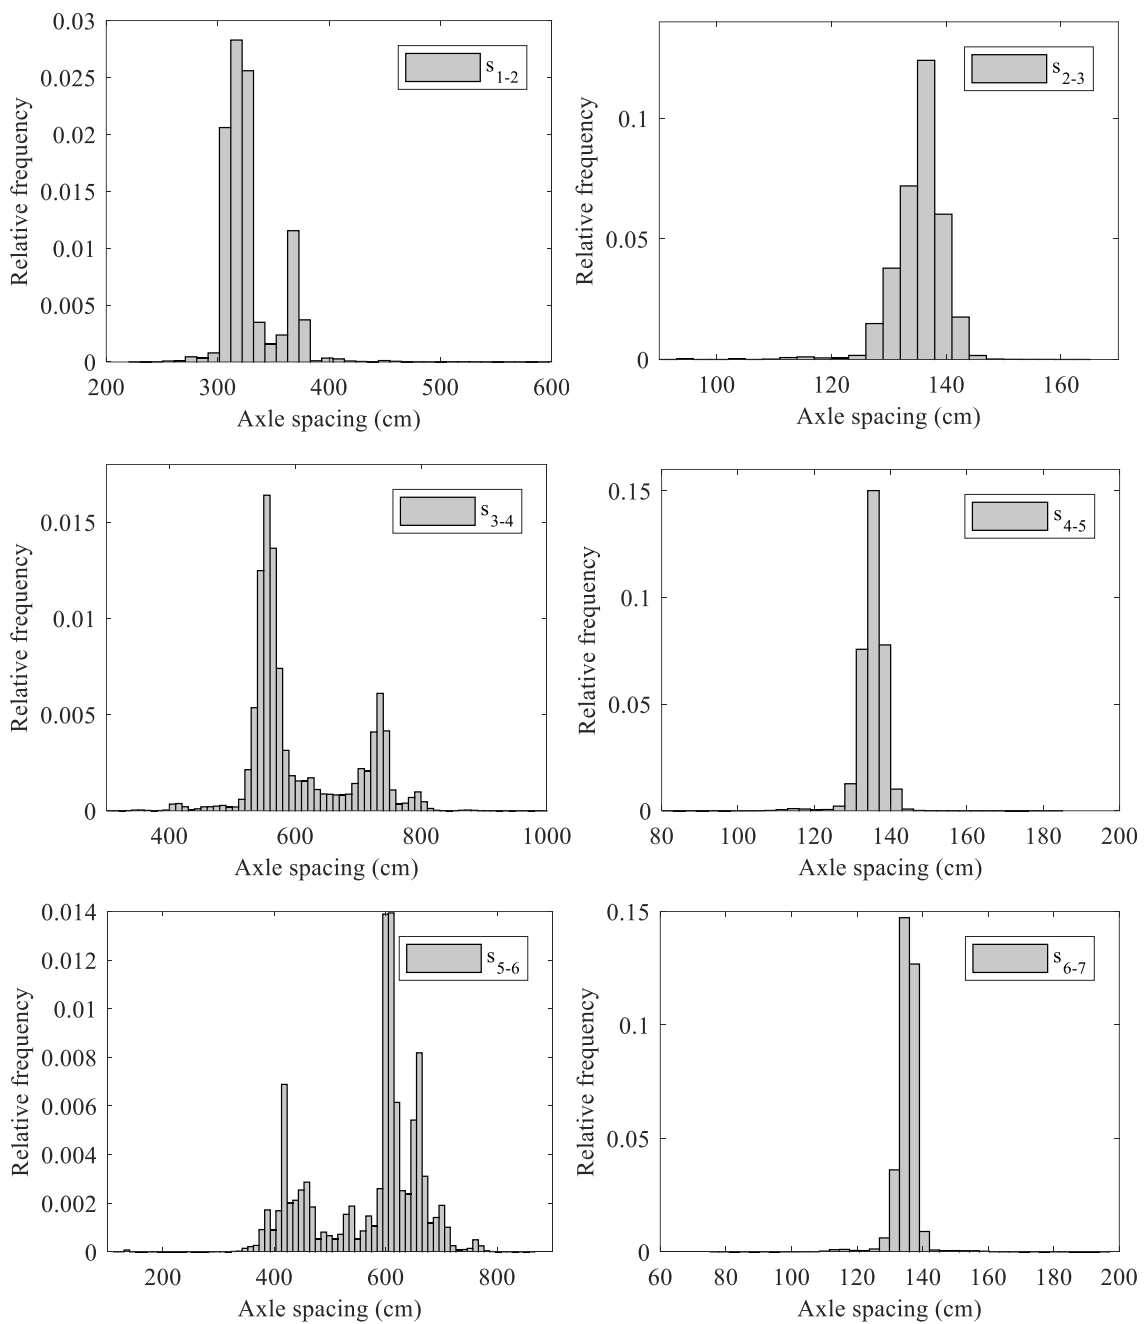 0.03
0.025
0.02
0.015
0.01
0.005
0
Relative frequency
s1-2
200 300 400 500 600
Axle spacing (cm)
0.1
0.05
0
Relative frequency
s2-3
100 120 140 160
Axle spacing (cm)
0.015
0.01
0.005
0
Relative frequency
s3-4
400 600 800 1000
Axle spacing (cm)
0.15
0.1
0.05
0
Relative frequency
s4-5
80 100 120 140 160 180 200
Axle spacing (cm)
0.014
0.012
0.01
0.008
0.006
0.004
0.002
0
Relative frequency
s5-6
200 400 600 800
Axle spacing (cm)
0.15
0.1
0.05
0
Relative frequency
s6-7
60 80 100 120 140 160 180 200
Axle spacing (cm)